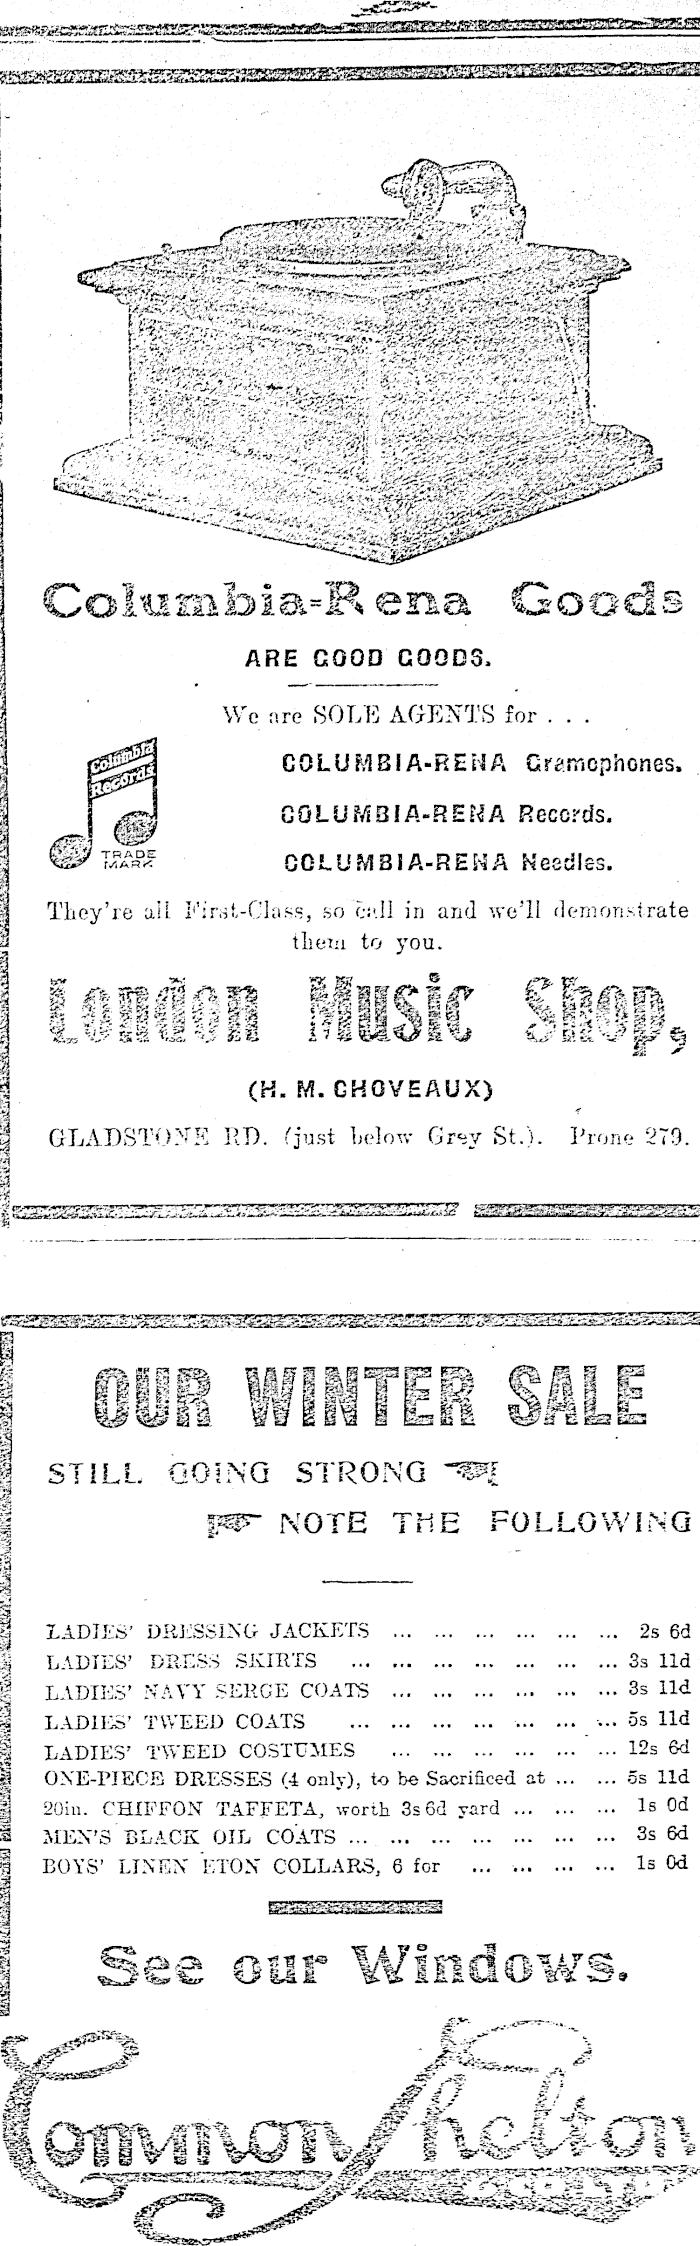 Columbia=Rena Goods
ARE GOOD GOODS.
We are SOLE AGENTS for . . .
Columbia
Records
TRADE
MARK
COLUMBIA-RENA Gramophones.
COLUMBIA-RENA Records.
COLUMBIA-RENA Needles.
They're all First-Class, so call in and we'll demonstrate
them to you.
London Music Shop,
(H. M. CHOVEAUX)
GLADSTONE RD. (just below Grey St.). Prone 279.
OUR WINTER SALE
STILL GOING STRONG
NOTE THE FOLLOWING
LADIES' DRESSING JACKETS ... ... ... ... ... ... 2s 6d
LADIES' DRESS SKIRTS ... ... ... ... ... ... ... 3s 11d
LADIES' NAVY SERGE COATS ... ... ... ... ... ... 3s 11d
LADIES' TWEED COATS ... ... ... ... ... ... ... 5s 11d
LADIES' TWEED COSTUMES ... ... ... ... ... ... 12s 6d
ONE-PIECE DRESSES (4 only), to be Sacrificed at ... ... 5s 11d
20in. CHIFFON TAFFETA, worth 3s 6d yard ... ... ... 1s 0d
MEN'S BLACK OIL COATS ... ... ... ... ... ... ... 3s 6d
BOYS' LINEN ETON COLLARS, 6 for ... ... ... ... 1s 0d
See our Windows.
Common Shelton
& CO. LTD.